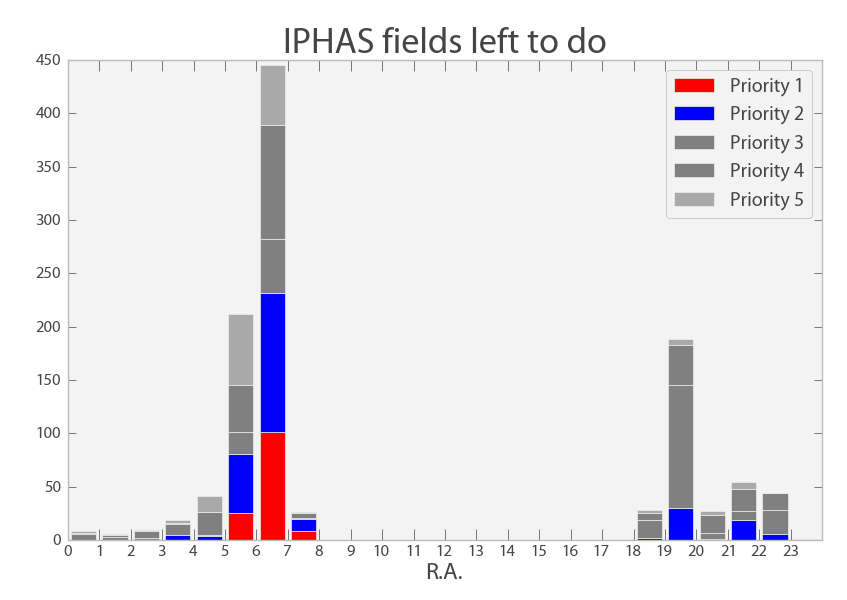 IPHAS fields left to do
450
400
350
300
250
200
150
100
50
0
Priority 1
Priority 2
Priority 3
Priority 4
Priority 5
0 1 2 3 4 5 6 7 8 9 10 11 12 13 14 15 16 17 18 19 20 21 22 23
R.A.